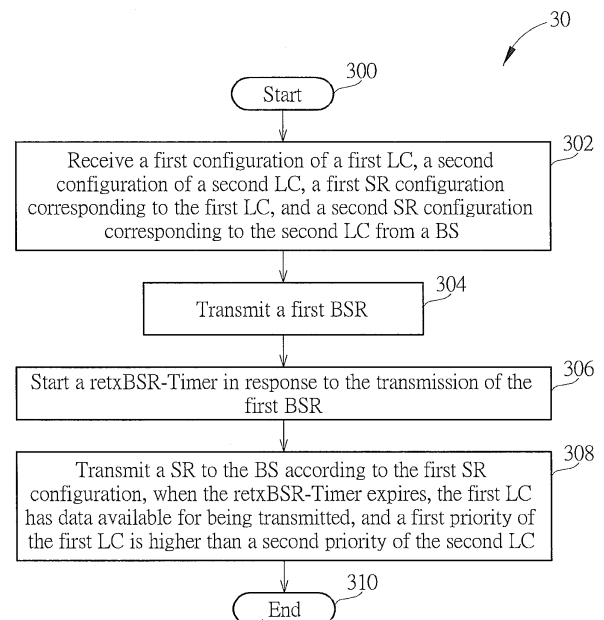 30
Start
300
Receive a first configuration of a first LC, a second
configuration of a second LC, a first SR configuration
corresponding to the first LC, and a second SR configuration
corresponding to the second LC from a BS
302
Transmit a first BSR
304
Start a retxBSR-Timer in response to the transmission of the
first BSR
306
Transmit a SR to the BS according to the first SR
configuration, when the retxBSR-Timer expires, the first LC
has data available for being transmitted, and a first priority of
the first LC is higher than a second priority of the second LC
308
End
310